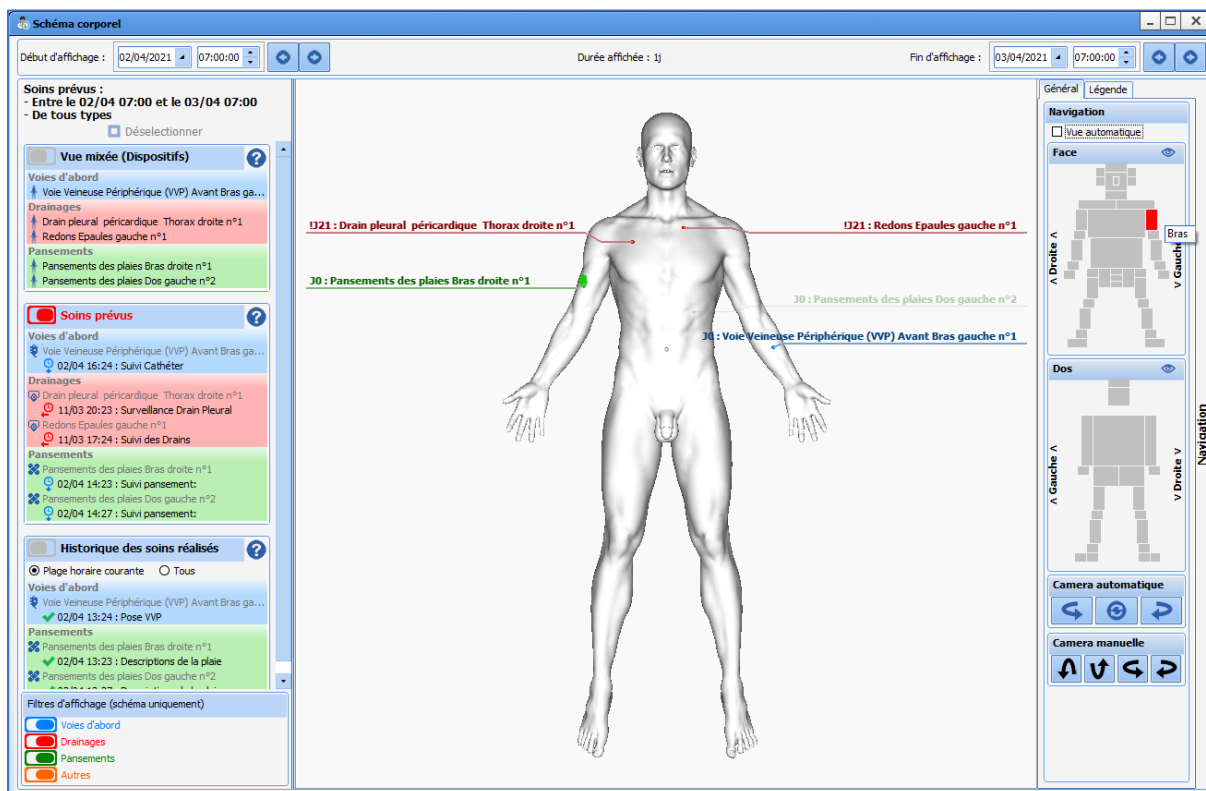 Schéma corporel
Début d'affichage : 02/04/2021 07:00:00 Durée affichée : 1j Fin d'affichage : 03/04/2021 07:00:00
Soins prévus :
- Entre le 02/04 07:00 et le 03/04 07:00
- De tous types
Déselectionner
Vue mixée (Dispositifs)
Voies d'abord
Voie Veineuse Périphérique (VVP) Avant Bras ga...
Drainages
Drain pleural péricardique Thorax droite n°1
Redons Epaules gauche n°1
Pansements
Pansements des plaies Bras droite n°1
Pansements des plaies Dos gauche n°2
Soins prévus
Voies d'abord
Voie Veineuse Périphérique (VVP) Avant Bras ga...
02/04 16:24 : Suivi Cathéter
Drainages
Drain pleural péricardique Thorax droite n°1
11/03 20:23 : Surveillance Drain Pleural
Redons Epaules gauche n°1
11/03 17:24 : Suivi des Drains
Pansements
Pansements des plaies Bras droite n°1
02/04 14:23 : Suivi pansement:
Pansements des plaies Dos gauche n°2
02/04 14:27 : Suivi pansement:
Historique des soins réalisés
Plage horaire courante Tous
Voies d'abord
Voie Veineuse Périphérique (VVP) Avant Bras ga...
02/04 13:24 : Pose VVP
Pansements
Pansements des plaies Bras droite n°1
02/04 13:23 : Descriptions de la plaie
Pansements des plaies Dos gauche n°2
Filtres d'affichage (schéma uniquement)
Voies d'abord
Drainages
Pansements
Autres
!J21 : Drain pleural péricardique Thorax droite n°1
!J21 : Redons Epaules gauche n°1
J0 : Pansements des plaies Bras droite n°1
J0 : Pansements des plaies Dos gauche n°2
J0 : Voie Veineuse Périphérique (VVP) Avant Bras gauche n°1
Général Légende
Navigation
Vue automatique
Face
< Droite <
> Gauche >
Bras
Dos
< Gauche <
> Droite >
Camera automatique
Camera manuelle
Navigation